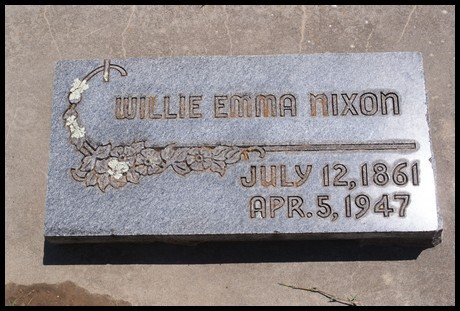 WILLIE EMMA NIXON
JULY 12, 1861
APR. 5, 1947